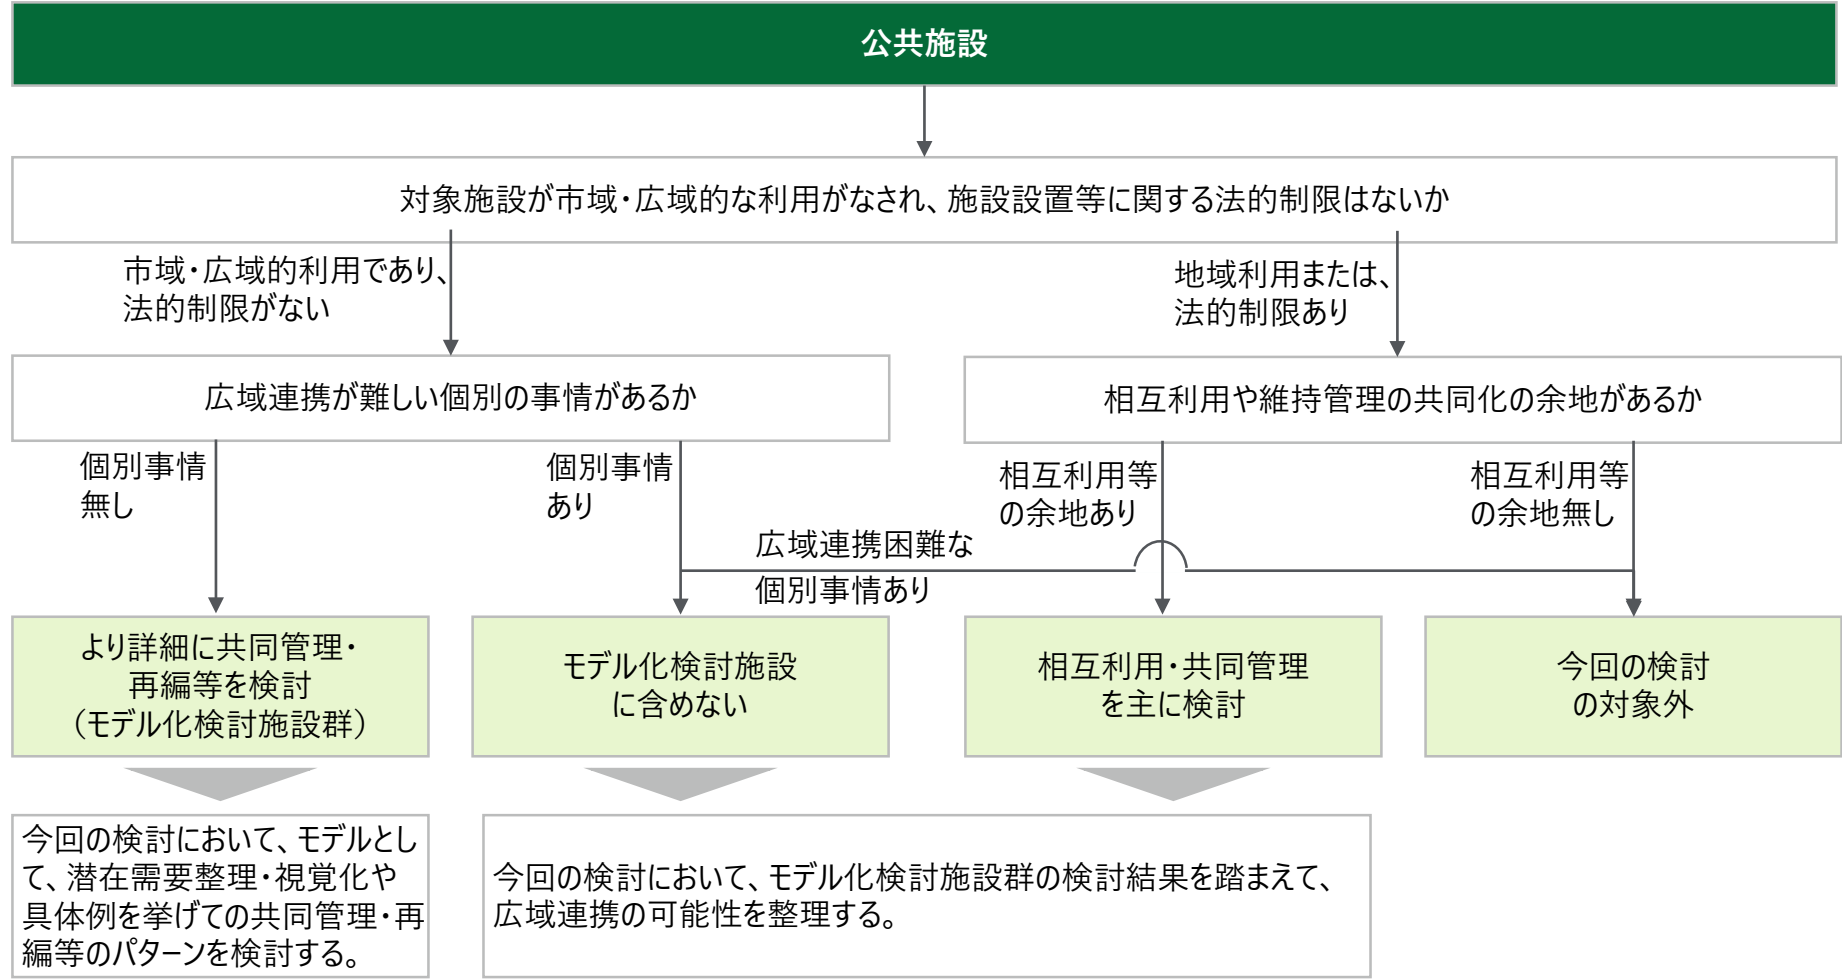 公共施設
対象施設が市域・広域的な利用がなされ、施設設置等に関する法的制限はないか
市域・広域的利用であり、
法的制限がない
地域利用または、
法的制限あり
広域連携が難しい個別の事情があるか
相互利用や維持管理の共同化の余地があるか
個別事情
無し
個別事情
あり
相互利用等
の余地あり
相互利用等
の余地無し
広域連携困難な
個別事情あり
より詳細に共同管理・
再編等を検討
（モデル化検討施設群）
モデル化検討施設
に含めない
相互利用・共同管理
を主に検討
今回の検討
の対象外
今回の検討において、モデルとし
て、潜在需要整理・視覚化や
具体例を挙げての共同管理・再
編等のパターンを検討する。
今回の検討において、モデル化検討施設群の検討結果を踏まえて、
広域連携の可能性を整理する。